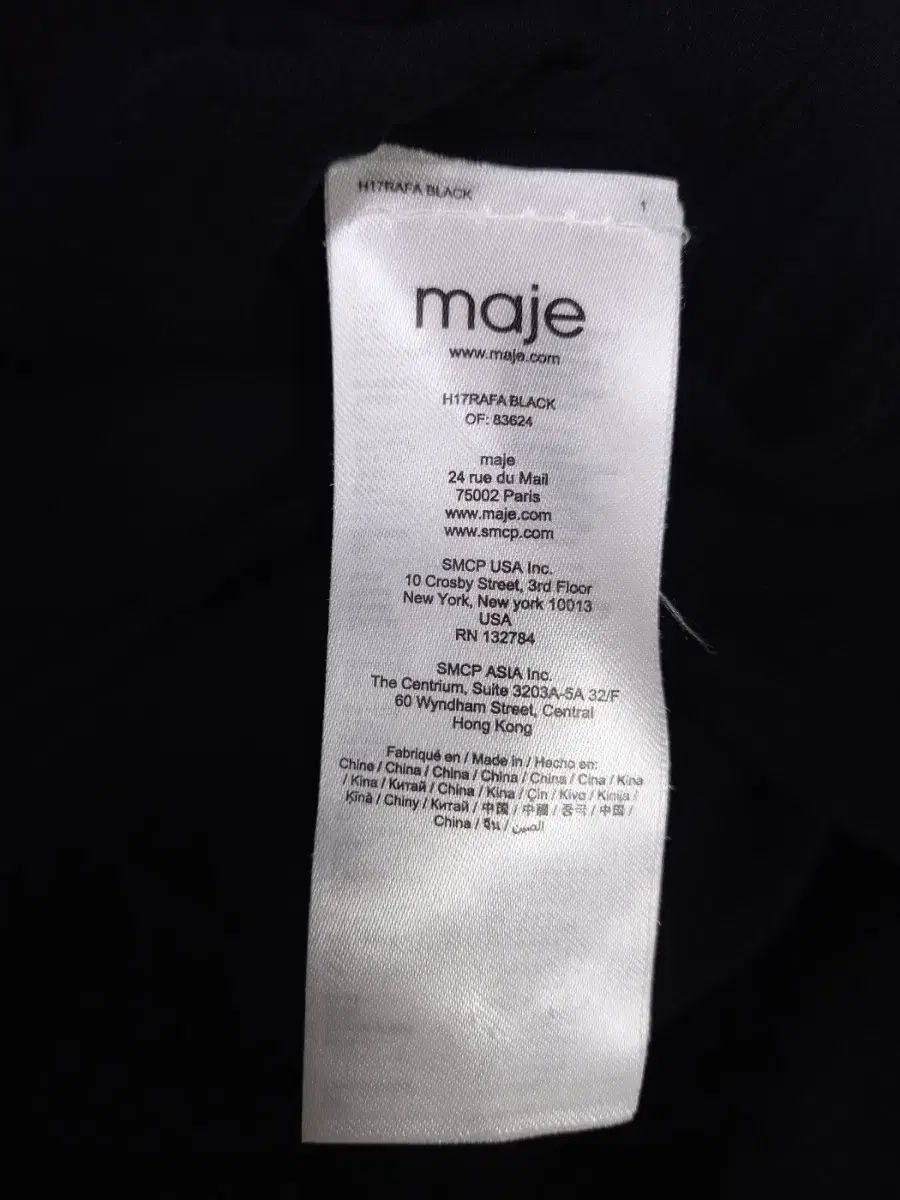 H17RAFA BLACK
1
maje
www.maje.com
H17RAFA BLACK
OF: 83624
maje
24 rue du Mail
75002 Paris
www.maje.com
www.smcp.com
SMCP USA Inc.
10 Crosby Street, 3rd Floor
New York, New york 10013
USA
RN 132784
SMCP ASIA Inc.
The Centrium, Suite 3203A-5A 32/F
60 Wyndham Street, Central
Hong Kong
Fabriqué en / Made in / Hecho en:
Chine / China / China / China / China / Cina / Kina
/ Kina / Китай / China / Kina / Çin / Κίνα / Kimija /
Ķīnā / Chiny / Китай / 中国 / 中國 / 중국 / 中国 /
China / จีน / الصين